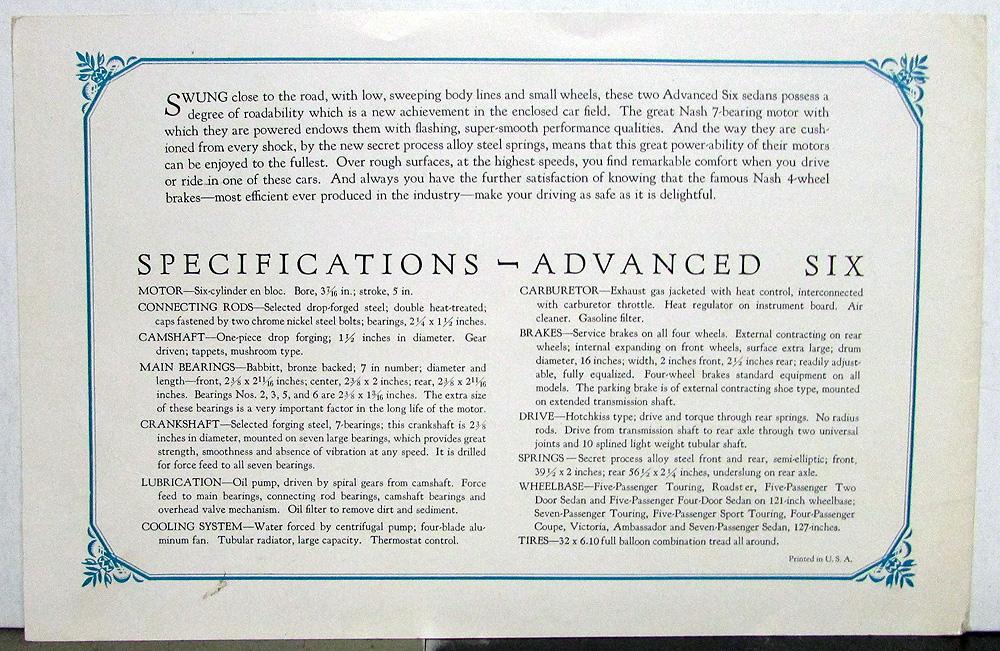 SWUNG close to the road, with low, sweeping body lines and small wheels, these two Advanced Six sedans possess a
degree of roadability which is a new achievement in the enclosed car field. The great Nash 7-bearing motor with
which they are powered endows them with flashing, super-smooth performance qualities. And the way they are cush-
ioned from every shock, by the new secret process alloy steel springs, means that this great power-ability of their motors
can be enjoyed to the fullest. Over rough surfaces, at the highest speeds, you find remarkable comfort when you drive
or ride in one of these cars. And always you have the further satisfaction of knowing that the famous Nash 4-wheel
brakes—most efficient ever produced in the industry—make your driving as safe as it is delightful.
SPECIFICATIONS — ADVANCED SIX
MOTOR—Six-cylinder en bloc. Bore, 3 7/16 in.; stroke, 5 in.
CONNECTING RODS—Selected drop-forged steel; double heat-treated;
caps fastened by two chrome nickel steel bolts; bearings, 2¼ x 1½ inches.
CAMSHAFT—One-piece drop forging; 1½ inches in diameter. Gear
driven; tappets, mushroom type.
MAIN BEARINGS—Babbitt, bronze backed; 7 in number; diameter and
length—front, 2⅜ x 2 11/16 inches; center, 2⅜ x 2 inches; rear, 2⅜ x 2 11/16
inches. Bearings Nos. 2, 3, 5, and 6 are 2⅜ x 1 3/16 inches. The extra size
of these bearings is a very important factor in the long life of the motor.
CRANKSHAFT—Selected forging steel, 7-bearings; this crankshaft is 2⅜
inches in diameter, mounted on seven large bearings, which provides great
strength, smoothness and absence of vibration at any speed. It is drilled
for force feed to all seven bearings.
LUBRICATION—Oil pump, driven by spiral gears from camshaft. Force
feed to main bearings, connecting rod bearings, camshaft bearings and
overhead valve mechanism. Oil filter to remove dirt and sediment.
COOLING SYSTEM—Water forced by centrifugal pump; four-blade alu-
minum fan. Tubular radiator, large capacity. Thermostat control.
CARBURETOR—Exhaust gas jacketed with heat control, interconnected
with carburetor throttle. Heat regulator on instrument board. Air
cleaner. Gasoline filter.
BRAKES—Service brakes on all four wheels. External contracting on rear
wheels; internal expanding on front wheels, surface extra large; drum
diameter, 16 inches; width, 2 inches front, 2½ inches rear; readily adjust-
able, fully equalized. Four-wheel brakes standard equipment on all
models. The parking brake is of external contracting shoe type, mounted
on extended transmission shaft.
DRIVE—Hotchkiss type; drive and torque through rear springs. No radius
rods. Drive from transmission shaft to rear axle through two universal
joints and 10 splined light weight tubular shaft.
SPRINGS—Secret process alloy steel front and rear, semi-elliptic; front,
39½ x 2 inches; rear 56½ x 2¼ inches, underslung on rear axle.
WHEELBASE—Five-Passenger Touring, Roadster, Five-Passenger Two
Door Sedan and Five-Passenger Four-Door Sedan on 121-inch wheelbase;
Seven-Passenger Touring, Five-Passenger Sport Touring, Four-Passenger
Coupe, Victoria, Ambassador and Seven-Passenger Sedan, 127-inches.
TIRES—32 x 6.10 full balloon combination tread all around.
Printed in U. S. A.